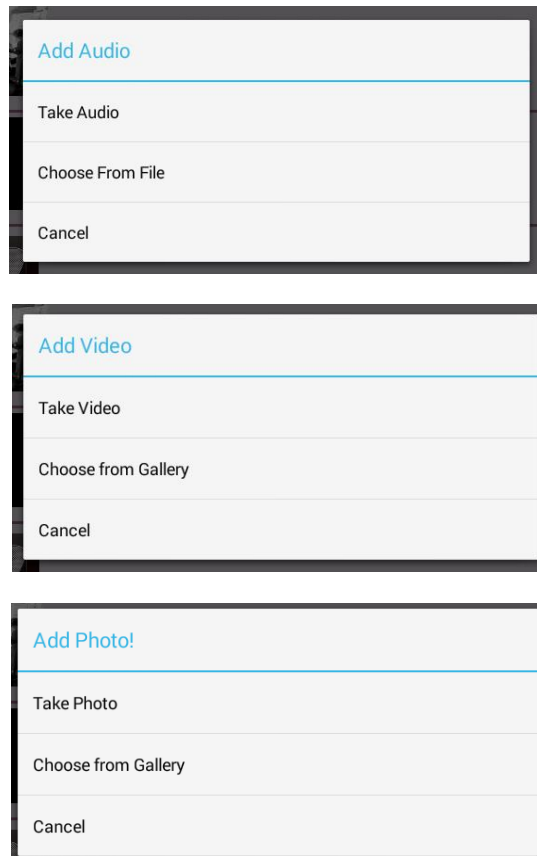 Add Audio
Take Audio
Choose From File
Cancel
Add Video
Take Video
Choose from Gallery
Cancel
Add Photo!
Take Photo
Choose from Gallery
Cancel